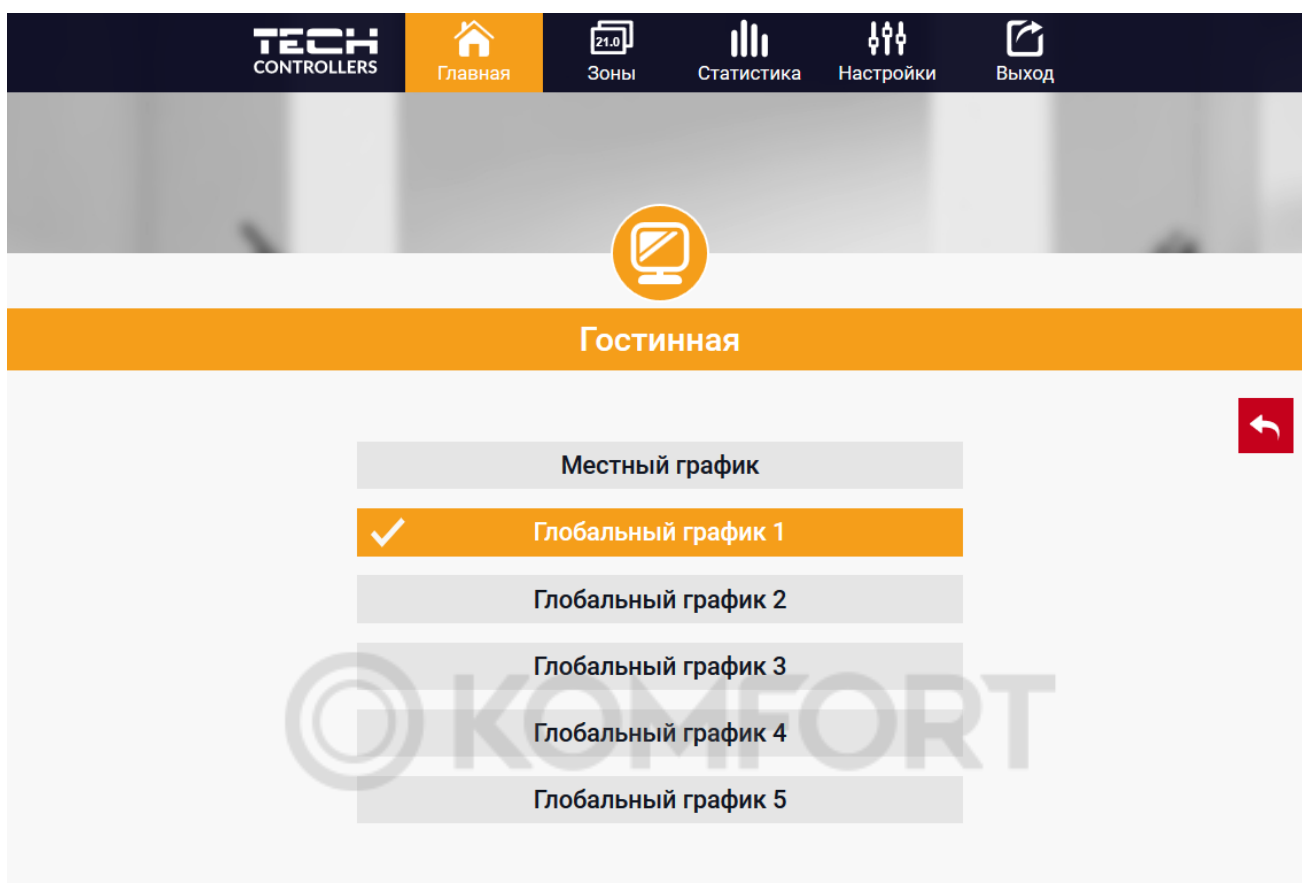 TECH
CONTROLLERS
Главная
21.0
Зоны
Статистика
Настройки
Выход
Гостинная
Местный график
Глобальный график 1
Глобальный график 2
Глобальный график 3
Глобальный график 4
Глобальный график 5
KOMFORT